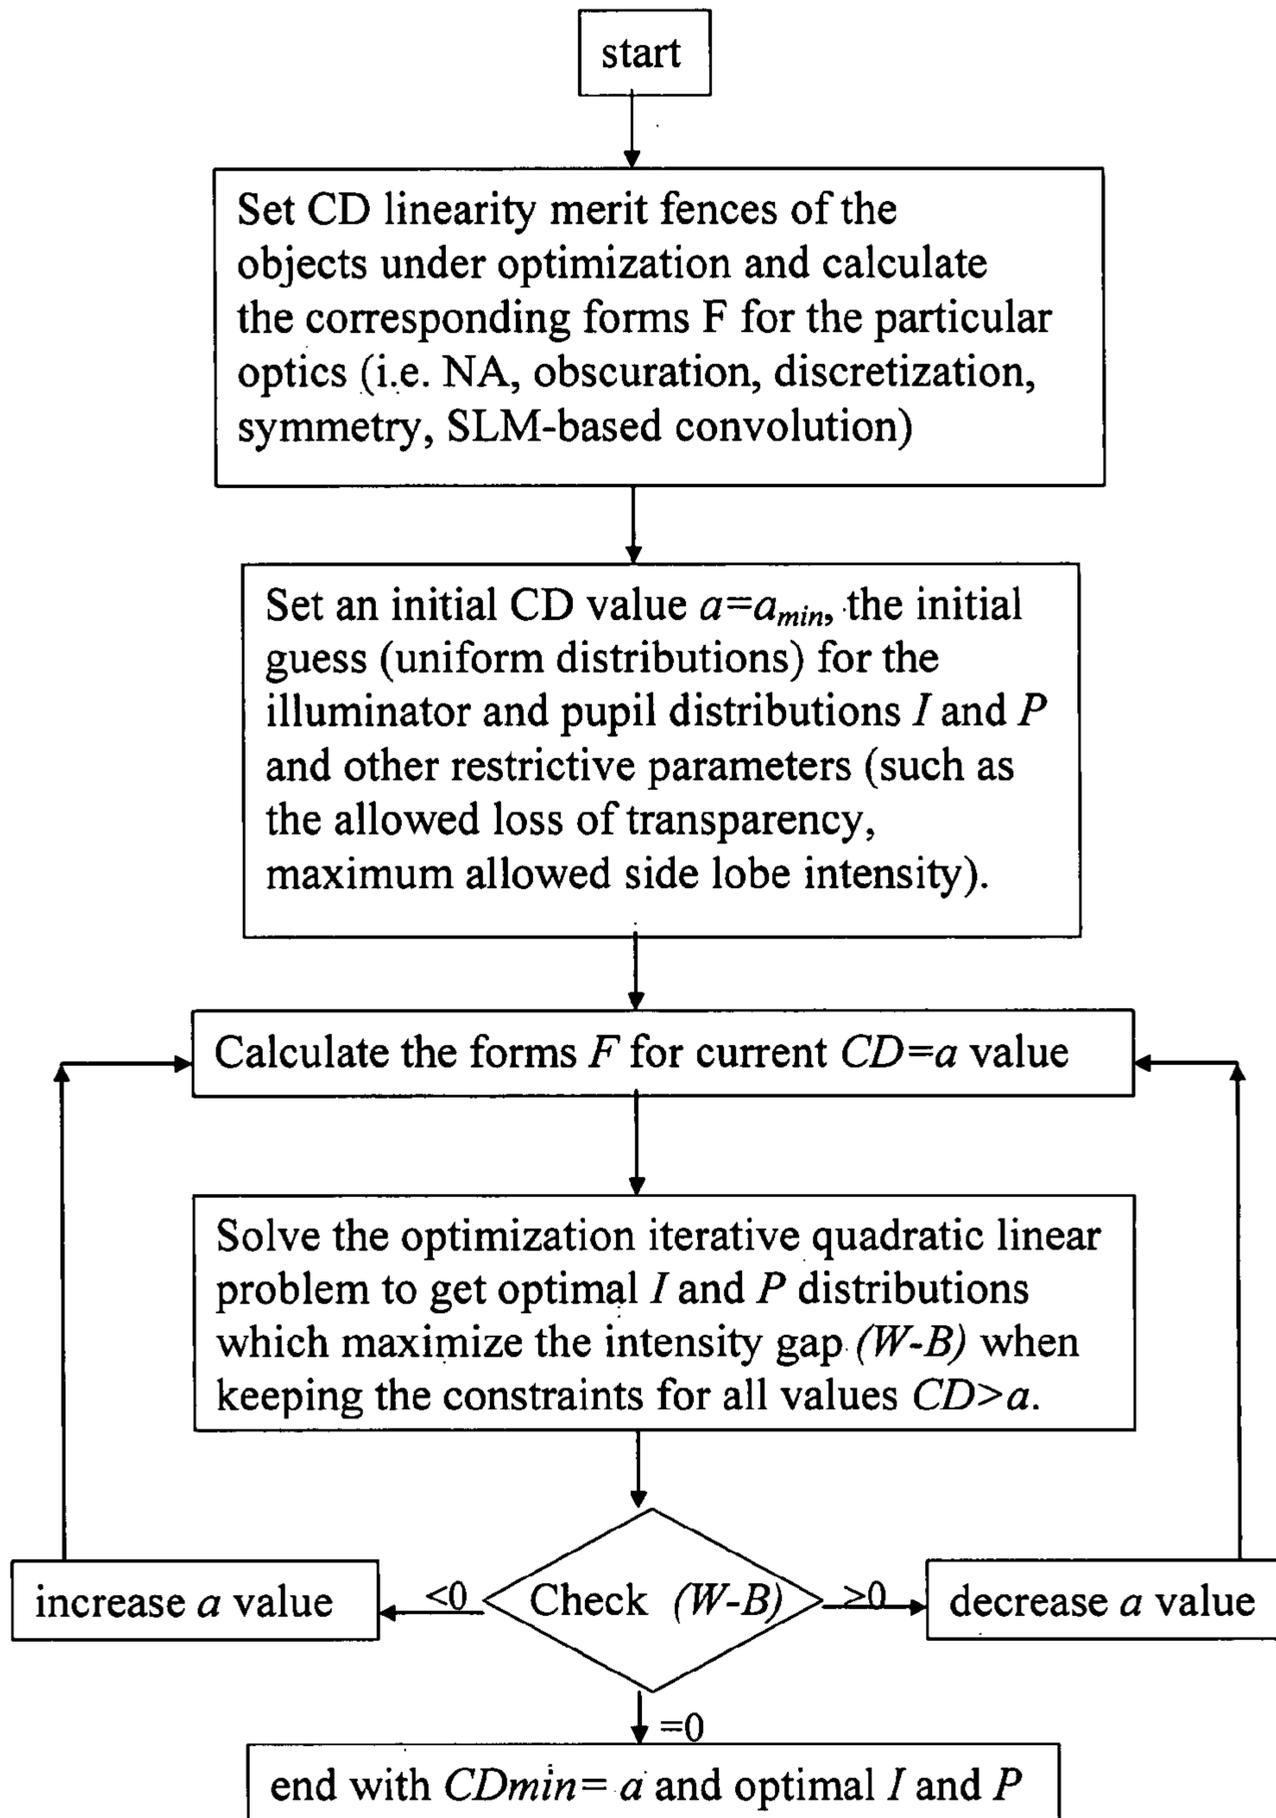 start
Set CD linearity merit fences of the
objects under optimization and calculate
the corresponding forms F for the particular
optics (i.e. NA, obscuration, discretization,
symmetry, SLM-based convolution)
Set an initial CD value a=a_min, the initial
guess (uniform distributions) for the
illuminator and pupil distributions I and P
and other restrictive parameters (such as
the allowed loss of transparency,
maximum allowed side lobe intensity).
Calculate the forms F for current CD=a value
Solve the optimization iterative quadratic linear
problem to get optimal I and P distributions
which maximize the intensity gap (W-B) when
keeping the constraints for all values CD>a.
increase a value
<0
Check (W-B)
>0
decrease a value
=0
end with CDmin= a and optimal I and P